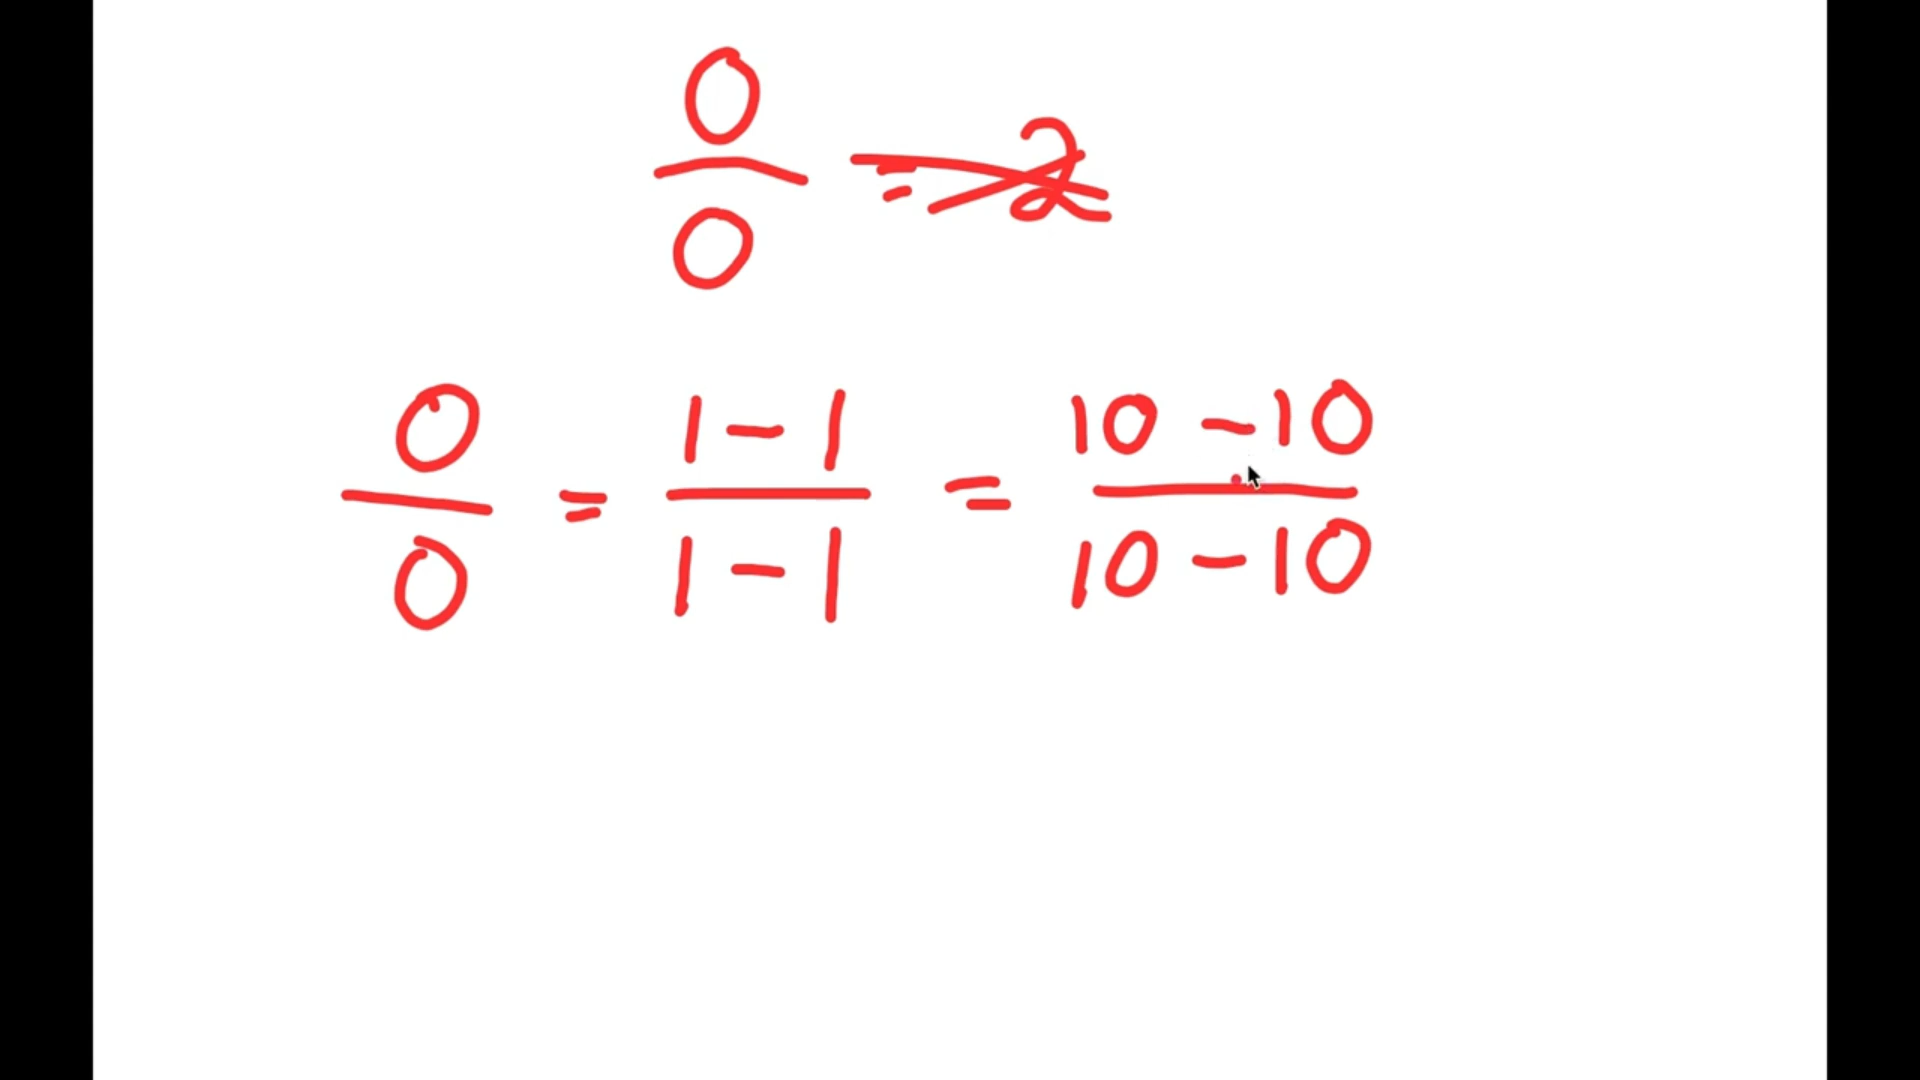 0/0 = 2
0/0 = 1-1/1-1 = 10-10/10-10